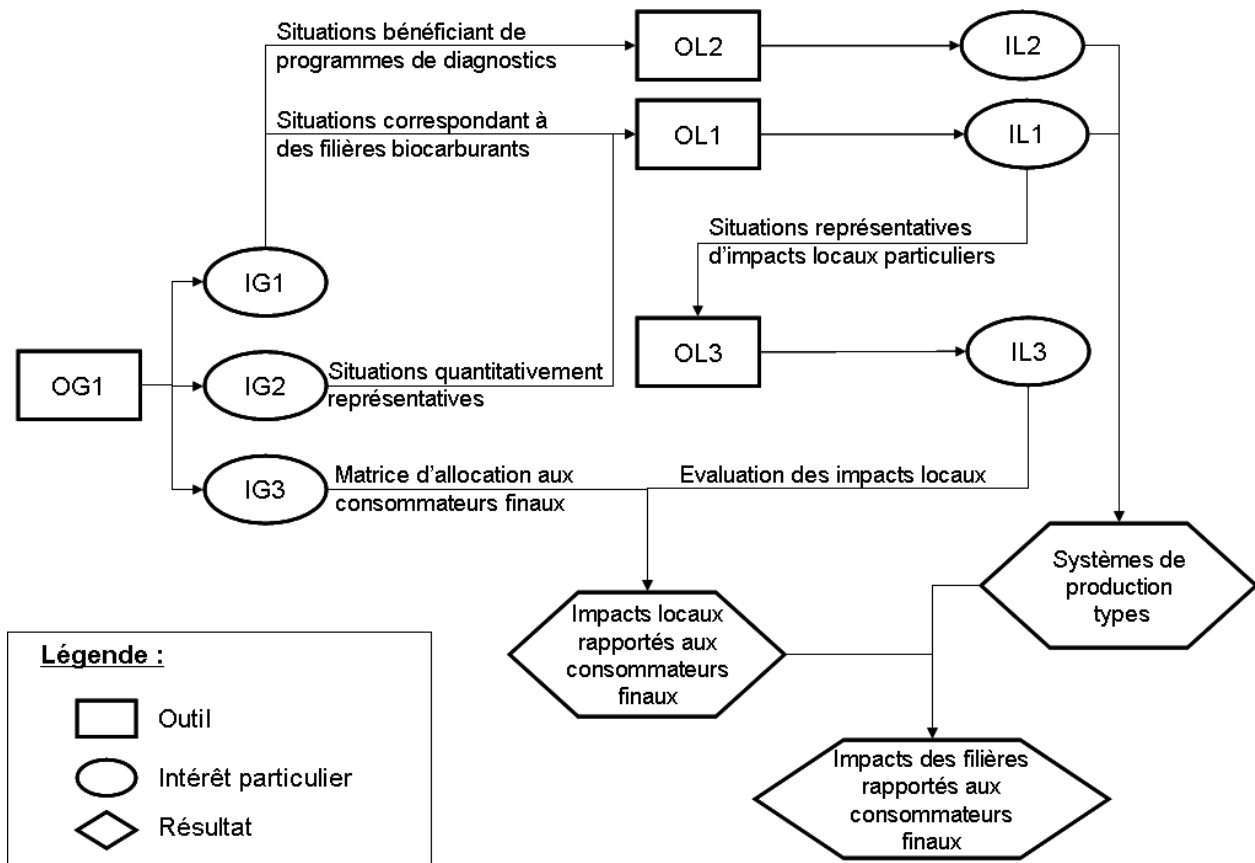 Situations bénéficiant de
programmes de diagnostics
OL2
IL2
Situations correspondant à
des filières biocarburants
OL1
IL1
Situations représentatives
d'impacts locaux particuliers
IG1
OL3
IL3
OG1
IG2
Situations quantitativement
représentatives
IG3
Matrice d'allocation aux
consommateurs finaux
Evaluation des impacts locaux
Systèmes de
production
types
Impacts locaux
rapportés aux
consommateurs
finaux
Impacts des filières
rapportés aux
consommateurs
finaux
Légende :
Outil
Intérêt particulier
Résultat